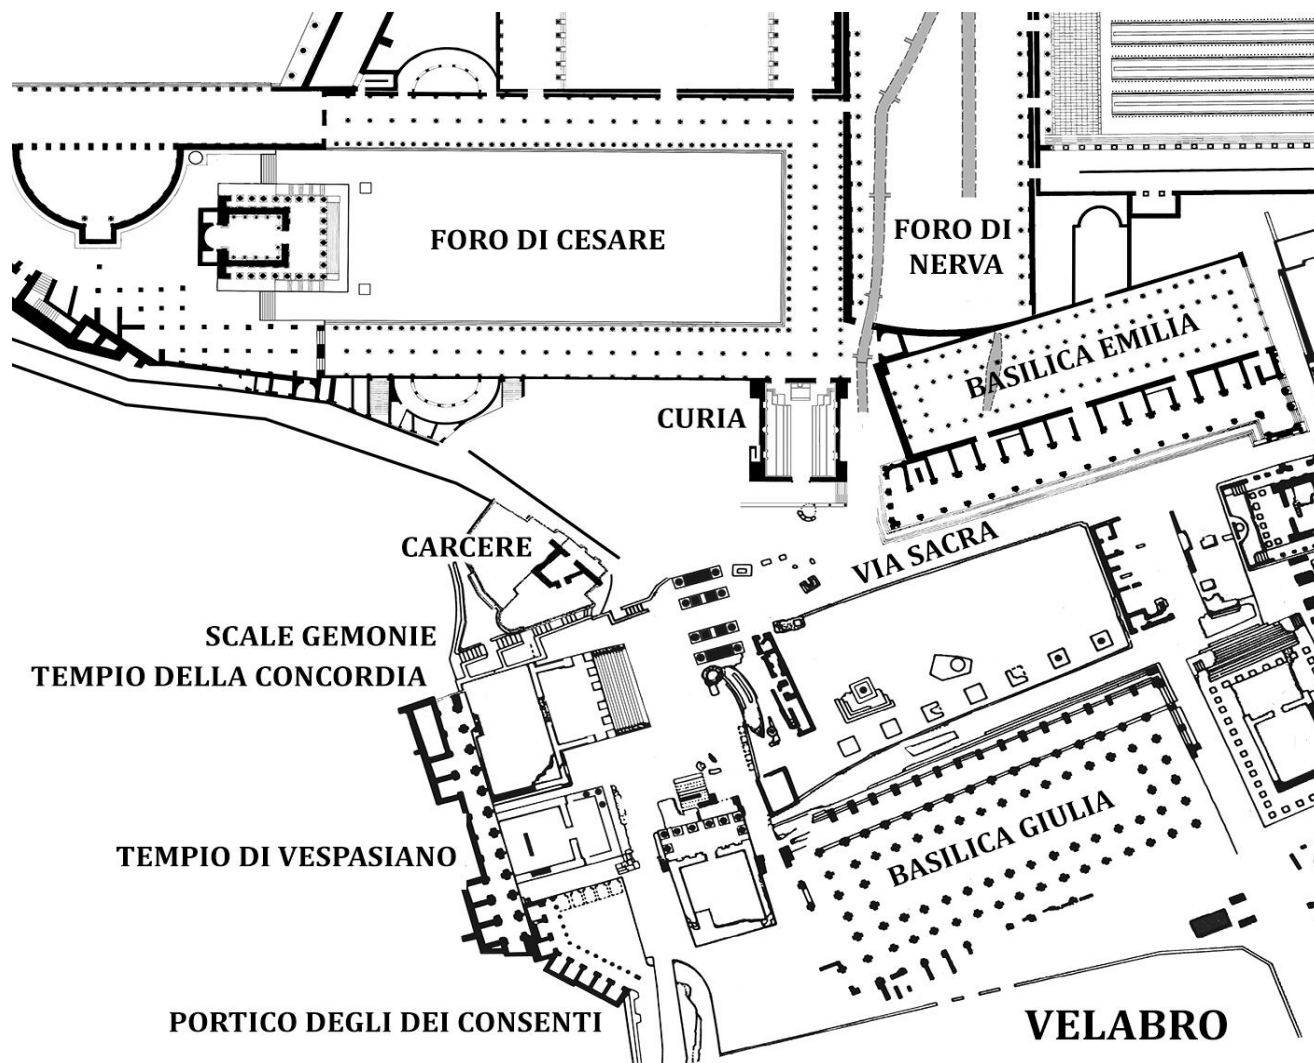 FORO DI CESARE
FORO DI
NERVA
BASILICA EMILIA
CURIA
CARCERE
VIA SACRA
SCALE GEMONIE
TEMPIO DELLA CONCORDIA
BASILICA GIULIA
TEMPIO DI VESPASIANO
PORTICO DEGLI DEI CONSENTI
VELABRO